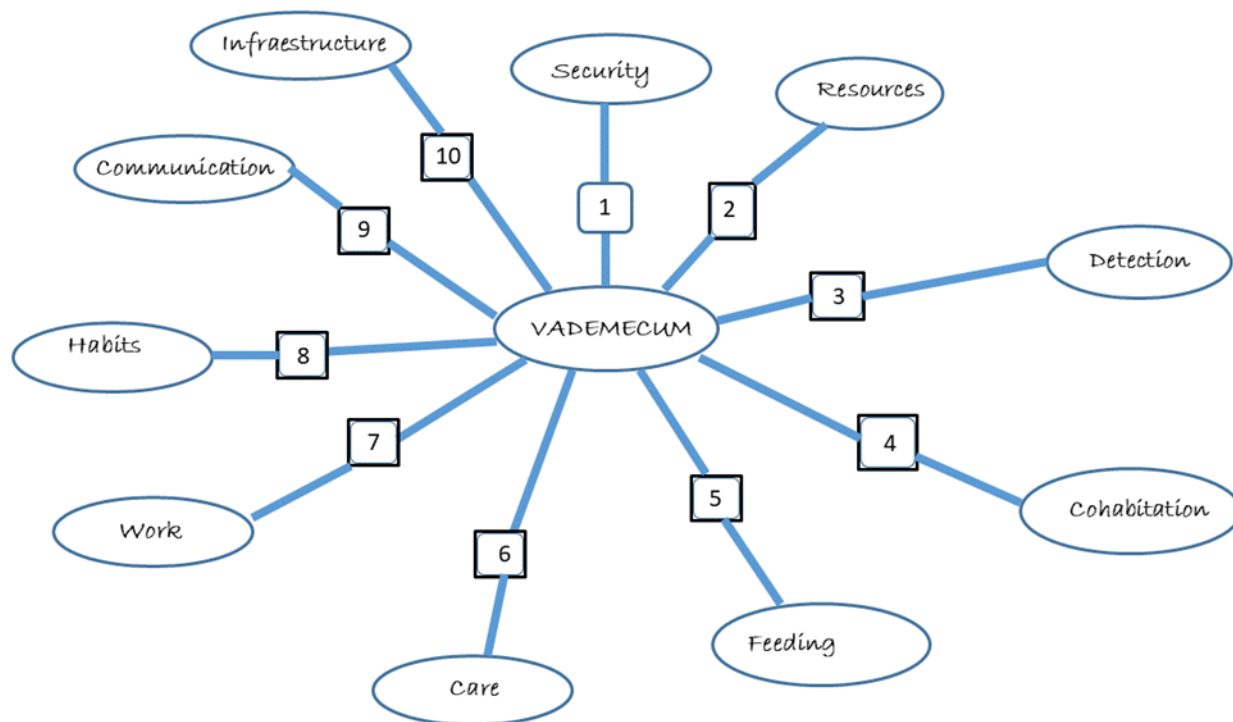 Infraestructure
Security
Resources
Communication
10
1
2
9
Detection
3
VADEMECUM
Habits
8
7
4
5
Cohabitation
Work
6
Feeding
Care